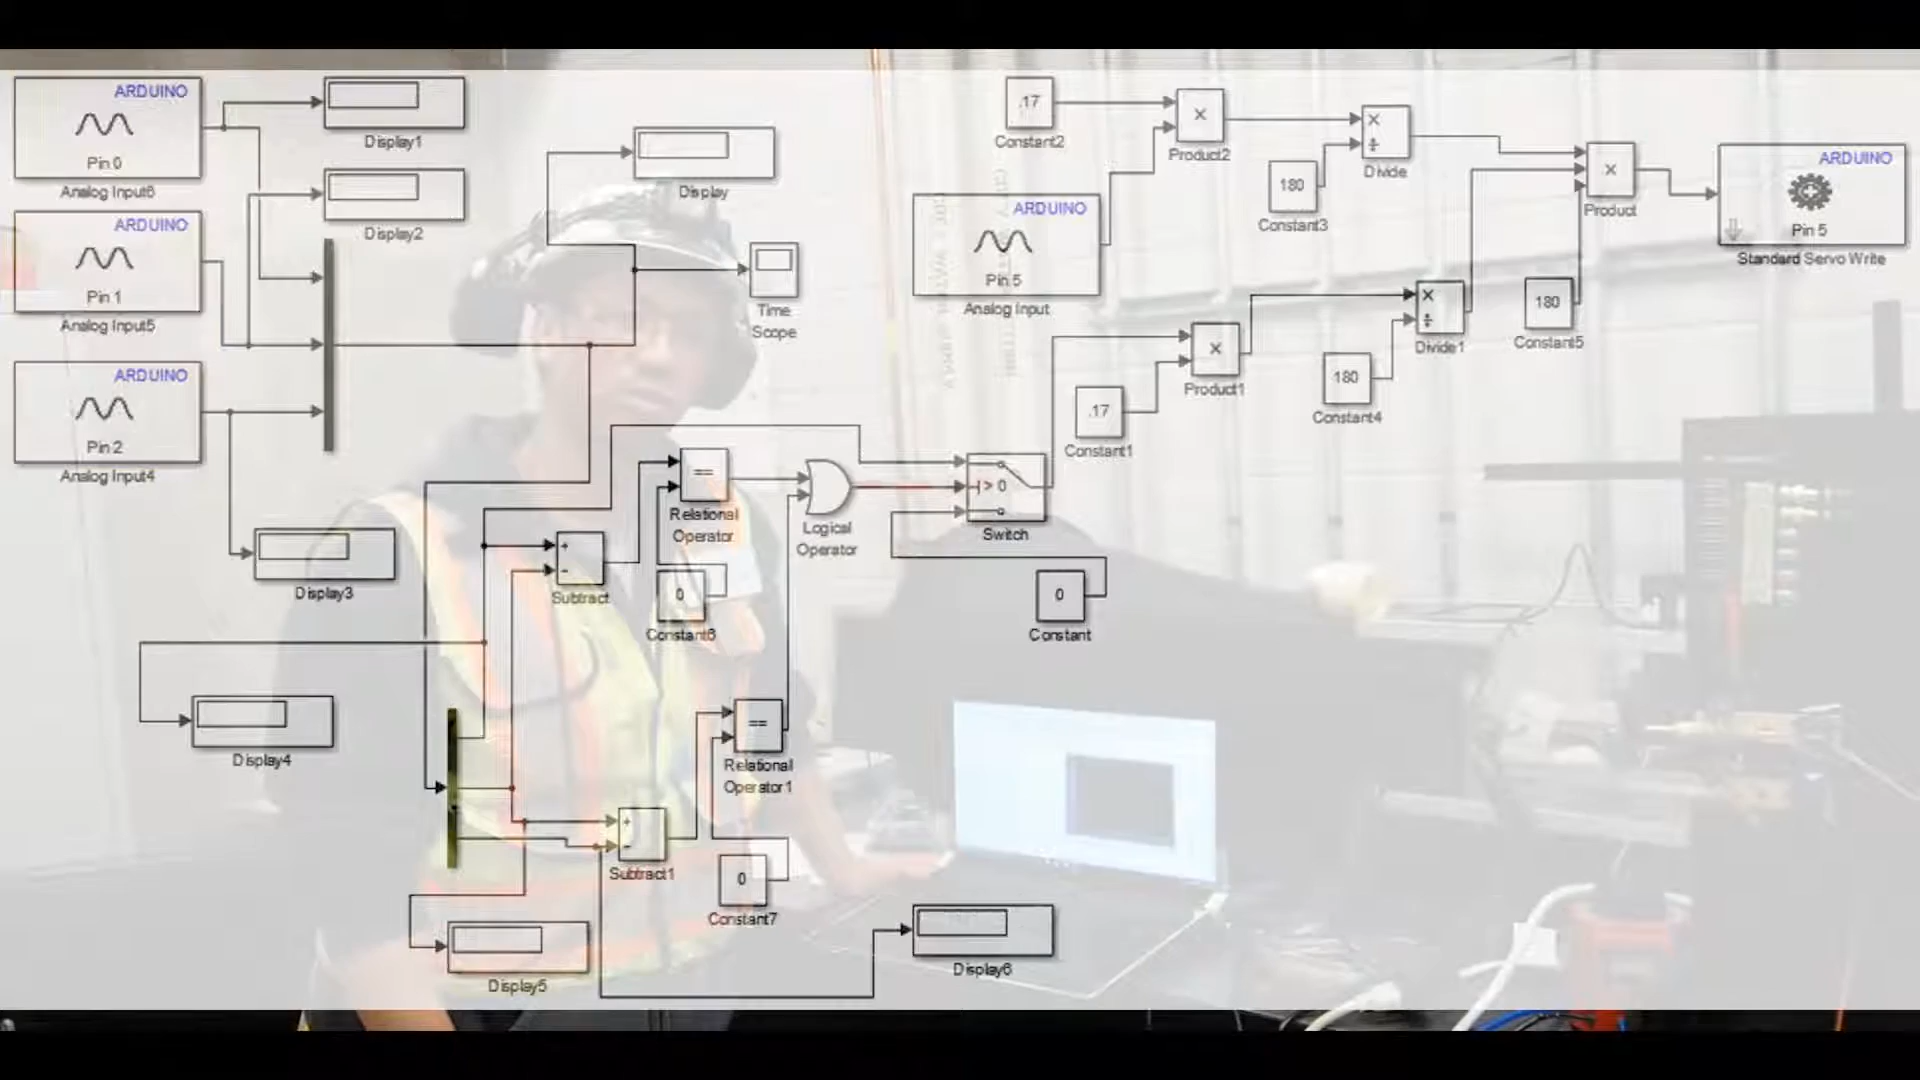 ARDUINO
Pin 0
Analog Input6
Display1
ARDUINO
Pin 1
Analog Input5
Display2
ARDUINO
Pin 2
Analog Input4
Display3
Display
Time
Scope
.17
Constant2
×
Product2
180
Constant3
×
÷
Divide
×
Product
ARDUINO
Pin 5
Standard Servo Write
ARDUINO
Pin 5
Analog Input
×
÷
Divide1
180
Constant5
×
Product1
180
Constant4
.17
Constant1
==
Relational
Operator
Logical
Operator
> 0
Switch
+
-
Subtract
0
Constant6
0
Constant
Display4
==
Relational
Operator1
+
-
Subtract1
0
Constant7
Display5
Display6